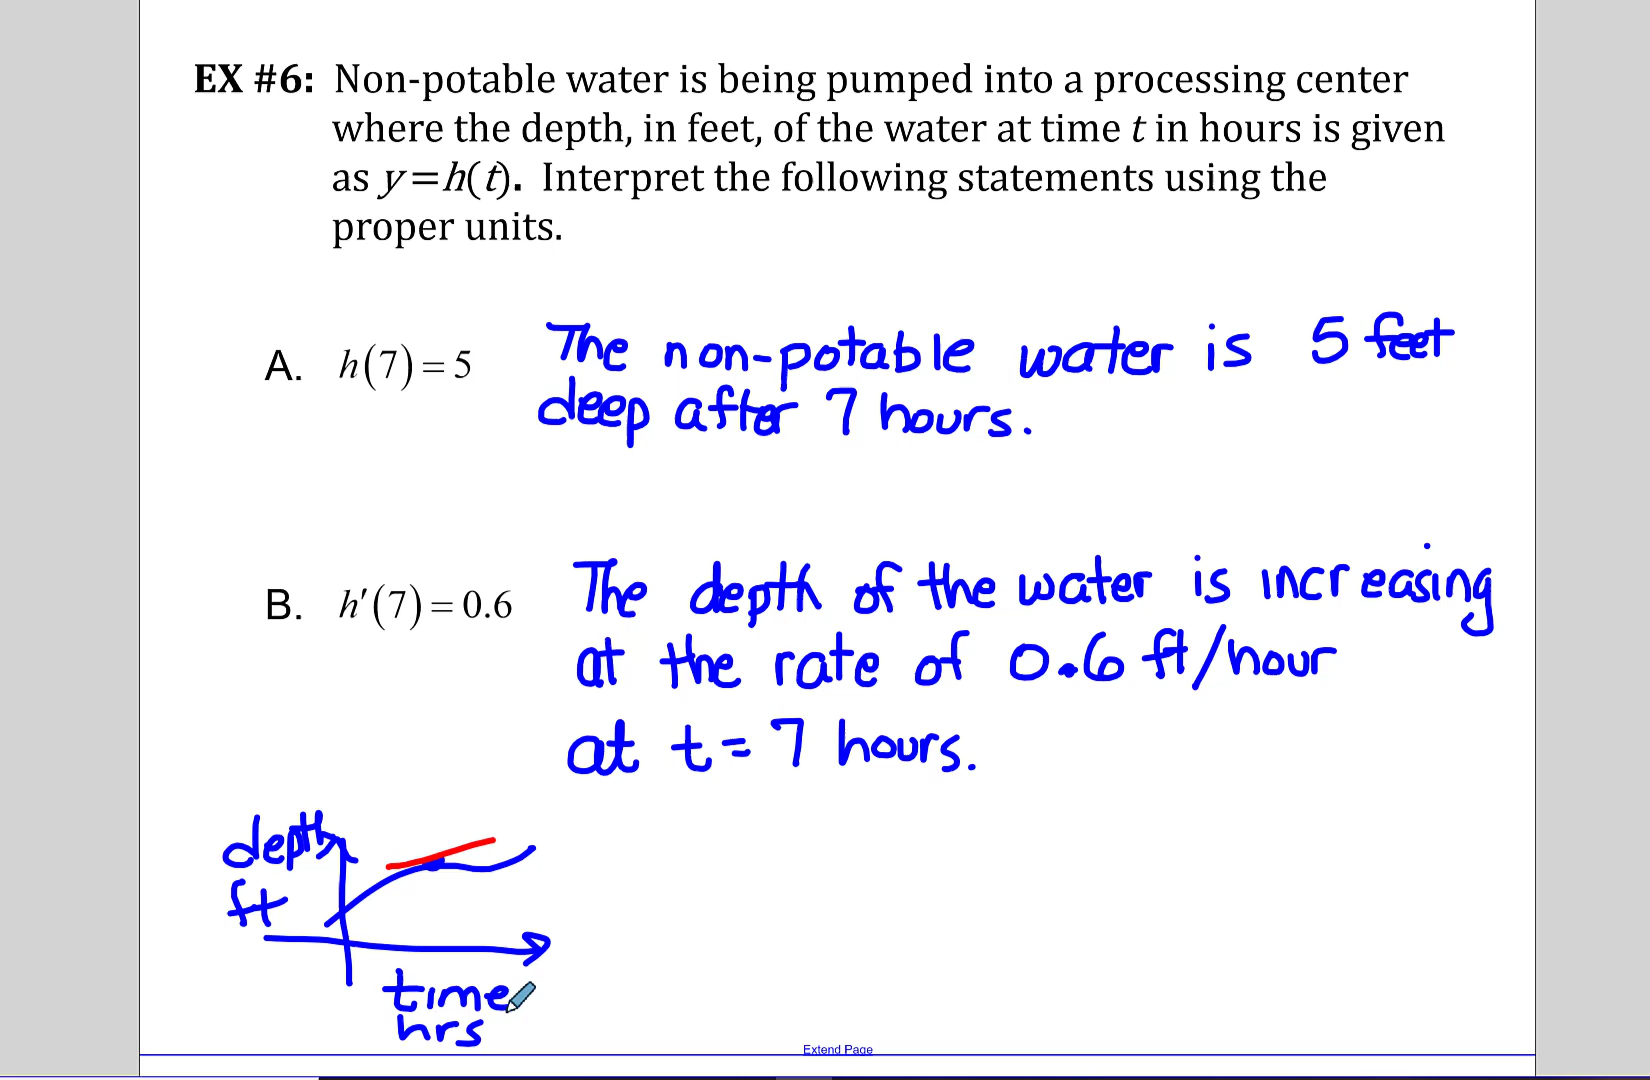 EX #6: Non-potable water is being pumped into a processing center
where the depth, in feet, of the water at time t in hours is given
as y=h(t). Interpret the following statements using the
proper units.
A. h(7) = 5
The non-potable water is 5 feet
deep after 7 hours.
B. h′(7) = 0.6
The depth of the water is increasing
at the rate of 0.6 ft/hour
at t = 7 hours.
depth
ft
time
hrs
Extend Page